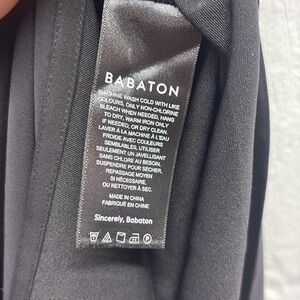 BABATON
MACHINE WASH COLD WITH LIKE
COLOURS, ONLY NON-CHLORINE
BLEACH WHEN NEEDED, HANG
TO DRY, WARM IRON ONLY
IF NEEDED, OR DRY CLEAN.
LAVER À LA MACHINE À L'EAU
FROIDE AVEC COULEURS
SEMBLABLES, UTILISER
SEULEMENT UN JAVELLISANT
SANS CHLORE AU BESOIN,
SUSPENDRE POUR SÉCHER,
REPASSAGE MOYEN
SI NÉCESSAIRE,
OU NETTOYER À SEC.
MADE IN CHINA
FABRIQUÉ EN CHINE
Sincerely, Babaton